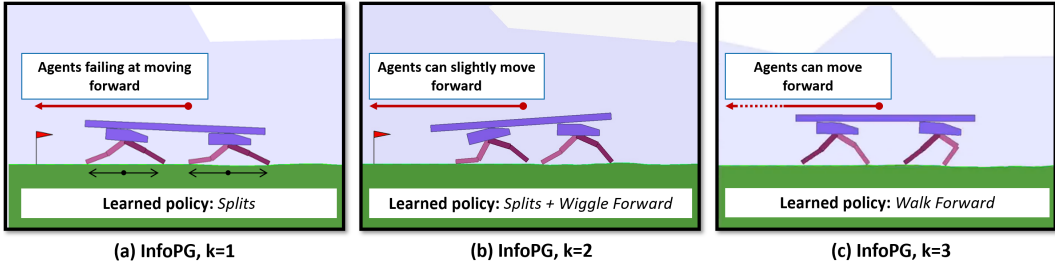 Agents failing at moving
forward
Learned policy: Splits
(a) InfoPG, k=1
Agents can slightly move
forward
Learned policy: Splits + Wiggle Forward
(b) InfoPG, k=2
Agents can move
forward
Learned policy: Walk Forward
(c) InfoPG, k=3